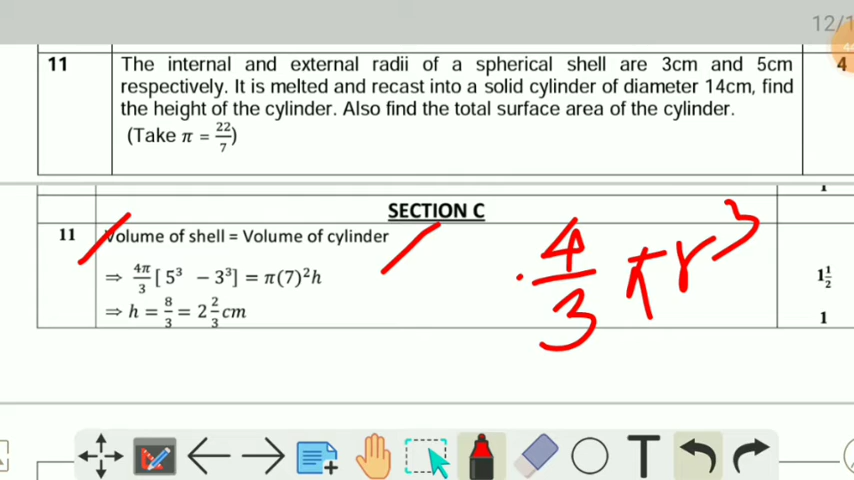 12/1
44
11 The internal and external radii of a spherical shell are 3cm and 5cm 4
respectively. It is melted and recast into a solid cylinder of diameter 14cm, find
the height of the cylinder. Also find the total surface area of the cylinder.
(Take π = 22/7)
SECTION C
11 Volume of shell = Volume of cylinder
⇒ 4π/3 [ 5³ − 3³] = π(7)²h 1 1/2
⇒ h = 8/3 = 2 2/3 cm 1
4/3 πr³
T